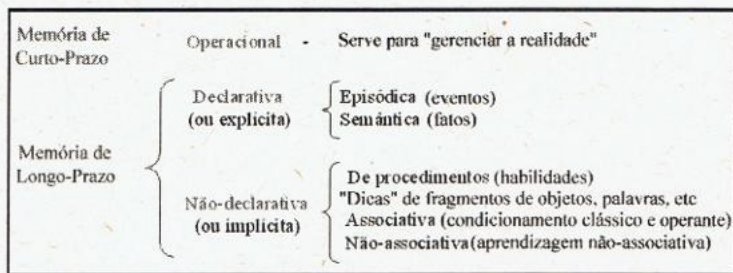 Memória de
Curto-Prazo
Operacional - Serve para "gerenciar a realidade"
Memória de
Longo-Prazo
Declarativa
(ou explicita)
Episódica (eventos)
Semântica (fatos)
Não-declarativa
(ou implicita)
De procedimentos (habilidades)
"Dicas" de fragmentos de objetos, palavras, etc
Associativa (condicionamento clássico e operante)
Não-associativa(aprendizagem não-associativa)